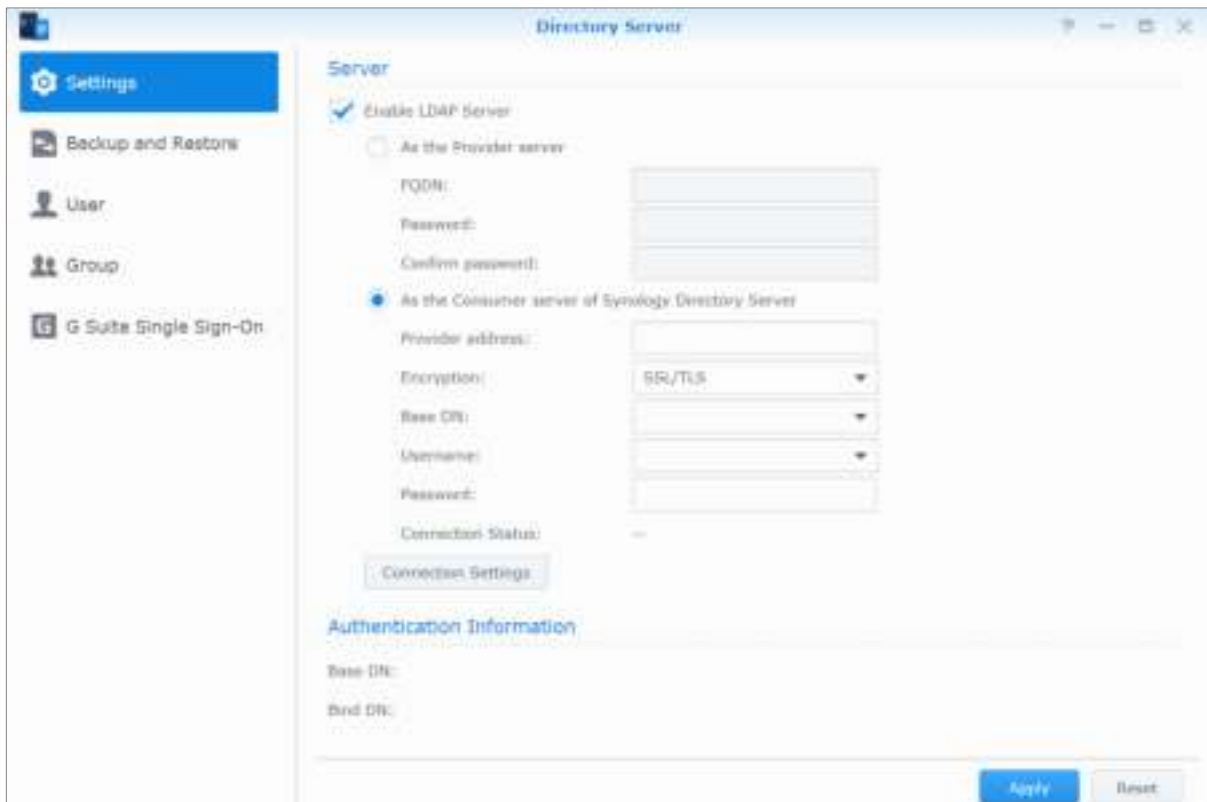 Directory Server
Settings
Backup and Restore
User
Group
G Suite Single Sign-On
Server
Enable LDAP Server
As the Provider server
FQDN:
Password:
Confirm password:
As the Consumer server of Synology Directory Server
Provider address:
Encryption: SSL/TLS
Base DN:
Username:
Password:
Connection Status: --
Connection Settings
Authentication Information
Base DN:
Bind DN:
Apply Reset